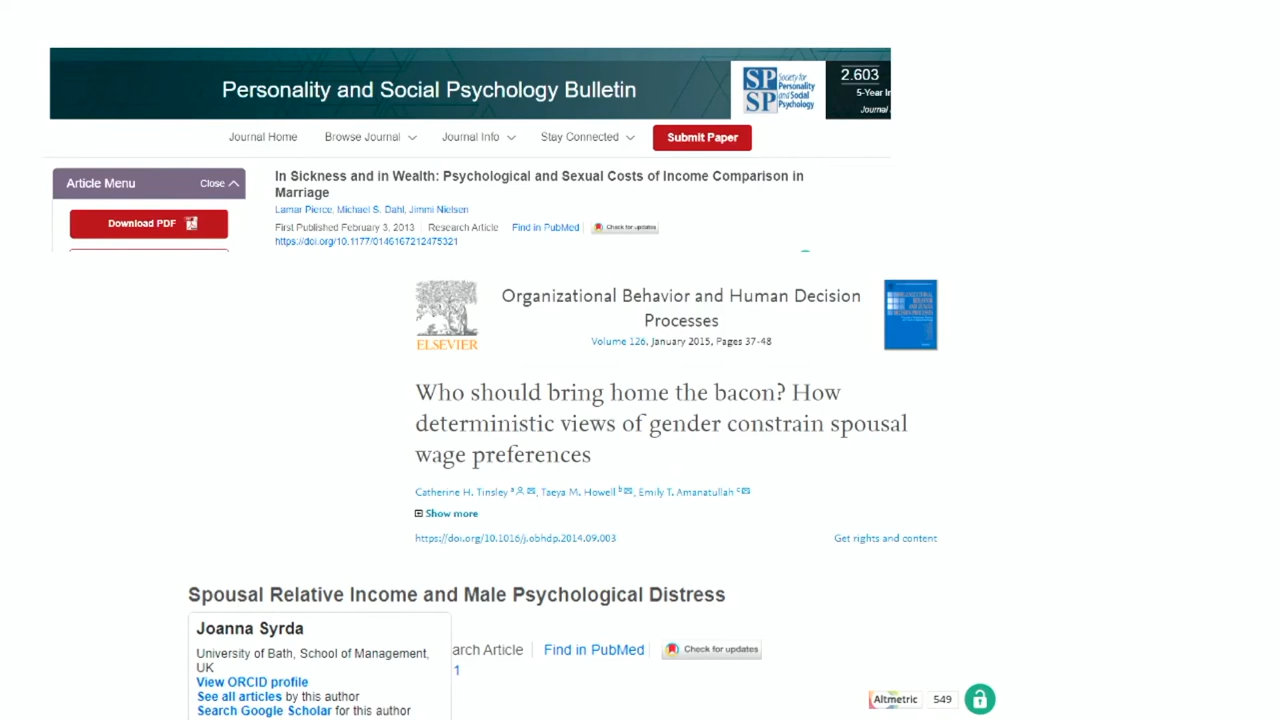 Personality and Social Psychology Bulletin
SP
SP
Society for
Personality
and Social
Psychology
2.603
5-Year
Journal
Journal Home Browse Journal Journal Info Stay Connected Submit Paper
Article Menu Close
Download PDF
In Sickness and in Wealth: Psychological and Sexual Costs of Income Comparison in
Marriage
Lamar Pierce, Michael S. Dahl, Jimmi Nielsen
First Published February 3, 2013 Research Article Find in PubMed Check for updates
https://doi.org/10.1177/0146167212475321
ELSEVIER
Organizational Behavior and Human Decision
Processes
Volume 126, January 2015, Pages 37-48
Who should bring home the bacon? How
deterministic views of gender constrain spousal
wage preferences
Catherine H. Tinsley a, Taeya M. Howell b, Emily T. Amanatullah c
Show more
https://doi.org/10.1016/j.obhdp.2014.09.003 Get rights and content
Spousal Relative Income and Male Psychological Distress
Joanna Syrda
University of Bath, School of Management,
UK
View ORCID profile
See all articles by this author
Search Google Scholar for this author
arch Article Find in PubMed Check for updates
1
Altmetric 549